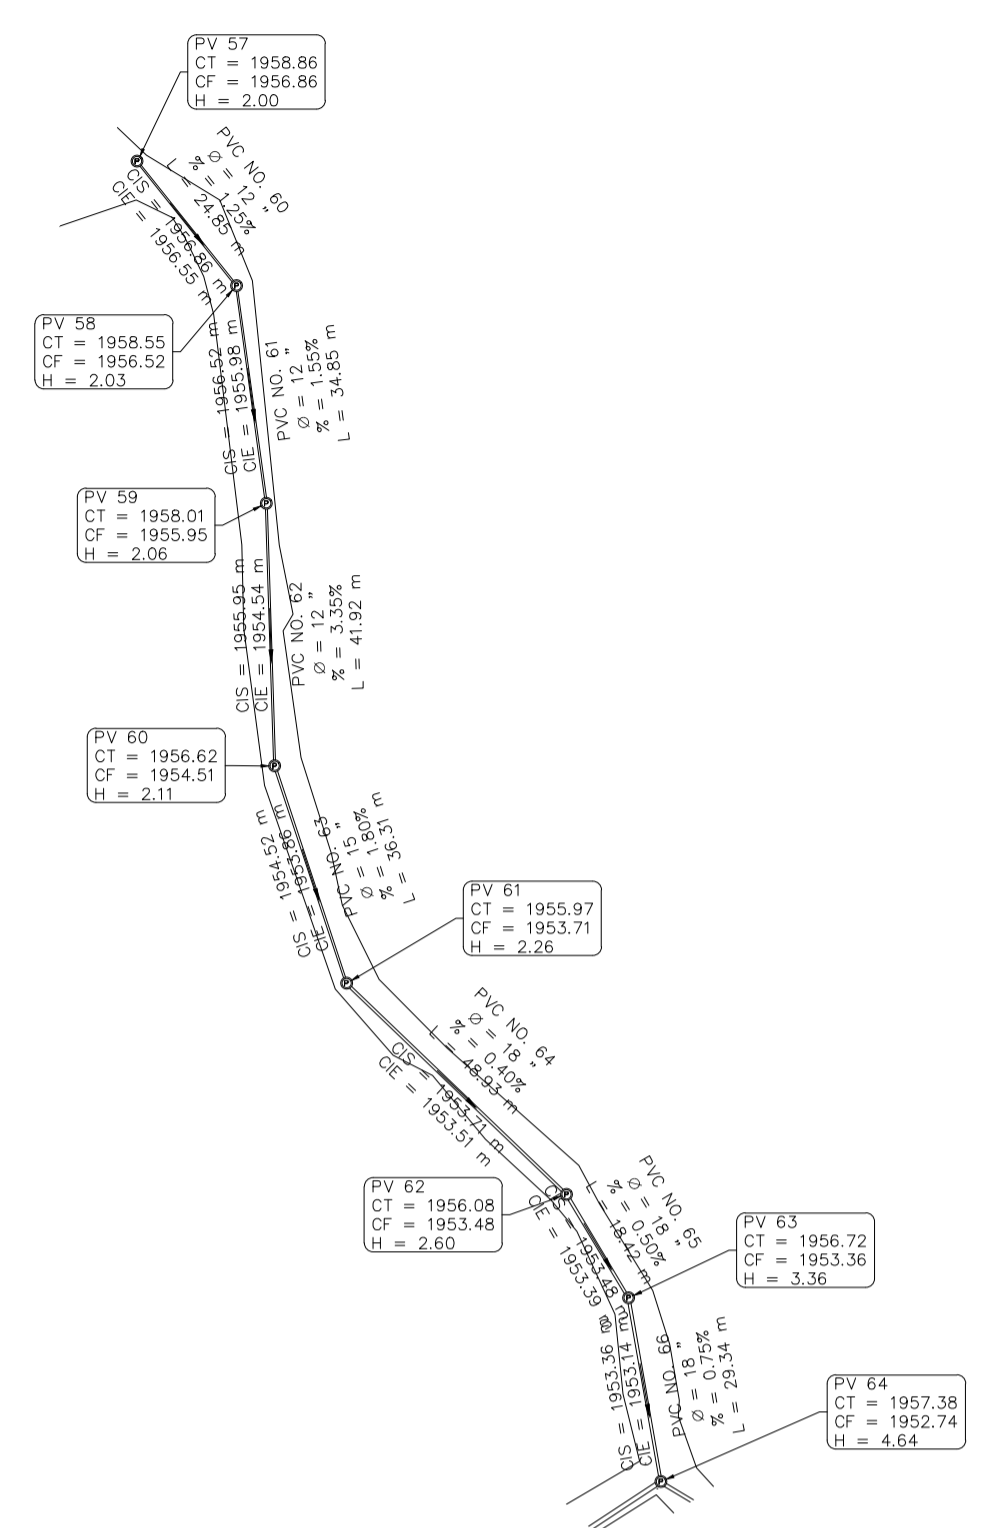 PV 57
CT = 1958.86
CF = 1956.86
H = 2.00
PVC NO. 60
Ø = 12 "
% = 1.25%
L = 24.85 m
CIS = 1956.86 m
CIE = 1956.55 m
PV 58
CT = 1958.55
CF = 1956.52
H = 2.03
CIS = 1956.52 m
CIE = 1955.98 m
PVC NO. 61
Ø = 12 "
% = 1.55%
L = 34.85 m
PV 59
CT = 1958.01
CF = 1955.95
H = 2.06
CIS = 1955.95 m
CIE = 1954.54 m
PVC NO. 62
Ø = 12 "
% = 3.35%
L = 41.92 m
PV 60
CT = 1956.62
CF = 1954.51
H = 2.11
CIS = 1954.52 m
CIE = 1953.86 m
PVC NO. 63
Ø = 15 "
% = 1.80%
L = 36.31 m
PV 61
CT = 1955.97
CF = 1953.71
H = 2.26
PVC NO. 64
Ø = 18 "
% = 0.40%
L = 48.93 m
CIS = 1953.71 m
CIE = 1953.51 m
PV 62
CT = 1956.08
CF = 1953.48
H = 2.60
PVC NO. 65
Ø = 18 "
% = 0.50%
L = 18.42 m
CIS = 1953.48 m
CIE = 1953.39 m
PV 63
CT = 1956.72
CF = 1953.36
H = 3.36
CIS = 1953.36 m
CIE = 1953.14 m
PVC NO. 66
Ø = 18 "
% = 0.75%
L = 29.34 m
PV 64
CT = 1957.38
CF = 1952.74
H = 4.64